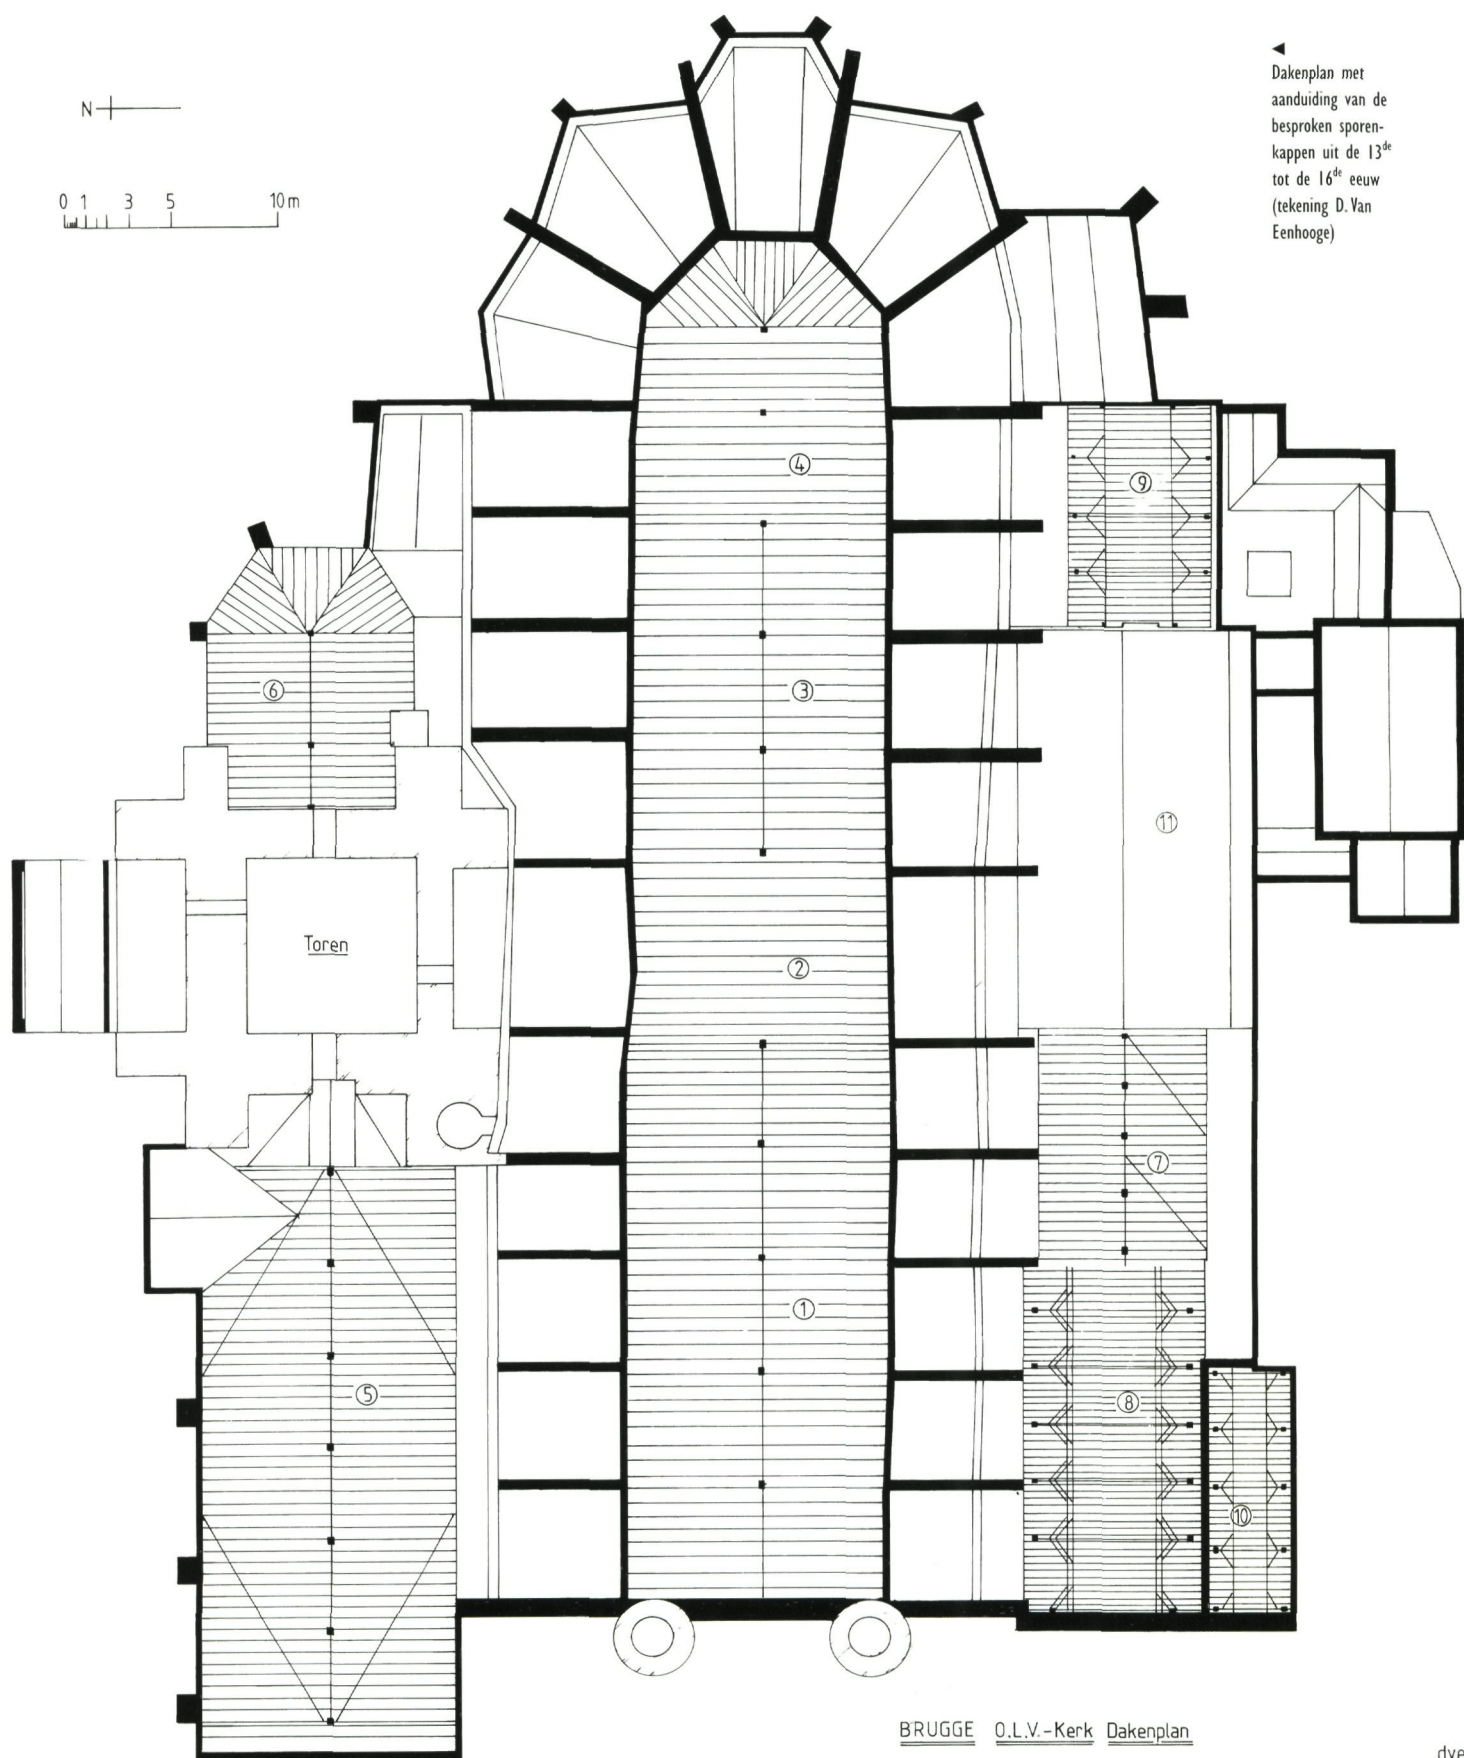 ◄
Dakenplan met
aanduiding van de
besproken sporen-
kappen uit de 13de
tot de 16de eeuw
(tekening D. Van
Eenhooge)
N
0 1 3 5 10 m
4
9
3
6
11
Toren
2
7
1
5
8
10
BRUGGE O.L.V.-Kerk Dakenplan
dve